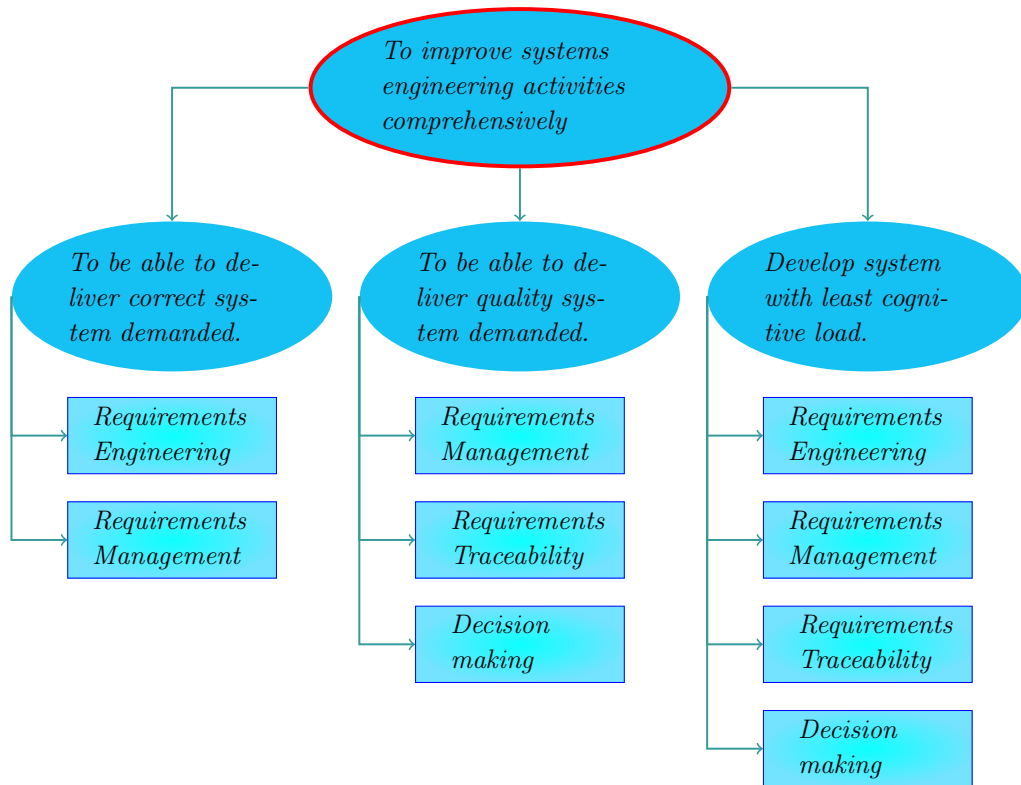 To improve systems
engineering activities
comprehensively
To be able to de-
liver correct sys-
tem demanded.
To be able to de-
liver quality sys-
tem demanded.
Develop system
with least cogni-
tive load.
Requirements
Engineering
Requirements
Management
Requirements
Management
Requirements
Traceability
Decision
making
Requirements
Engineering
Requirements
Management
Requirements
Traceability
Decision
making